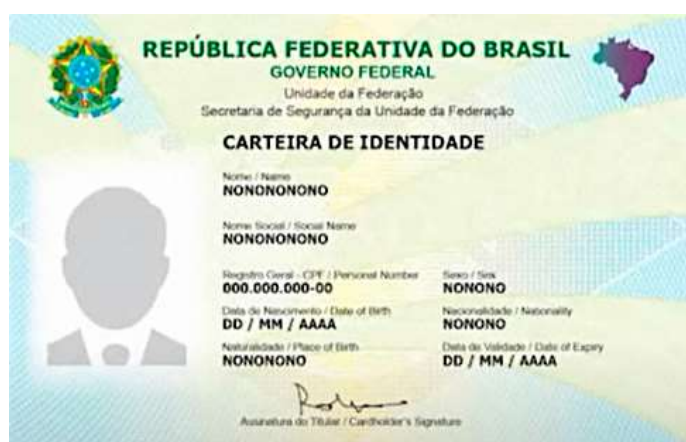 REPÚBLICA FEDERATIVA DO BRASIL
GOVERNO FEDERAL
Unidade da Federação
Secretaria de Segurança da Unidade da Federação
CARTEIRA DE IDENTIDADE
Nome / Name
NONONONONO
Nome Social / Social Name
NONONONONO
Registro Geral - CPF / Personal Number Sexo / Sex
000.000.000-00 NONONO
Data de Nascimento / Date of Birth Nacionalidade / Nationality
DD / MM / AAAA NONONO
Naturalidade / Place of Birth Data de Validade / Date of Expiry
NONONONO DD / MM / AAAA
Assinatura do Titular / Cardholder's Signature